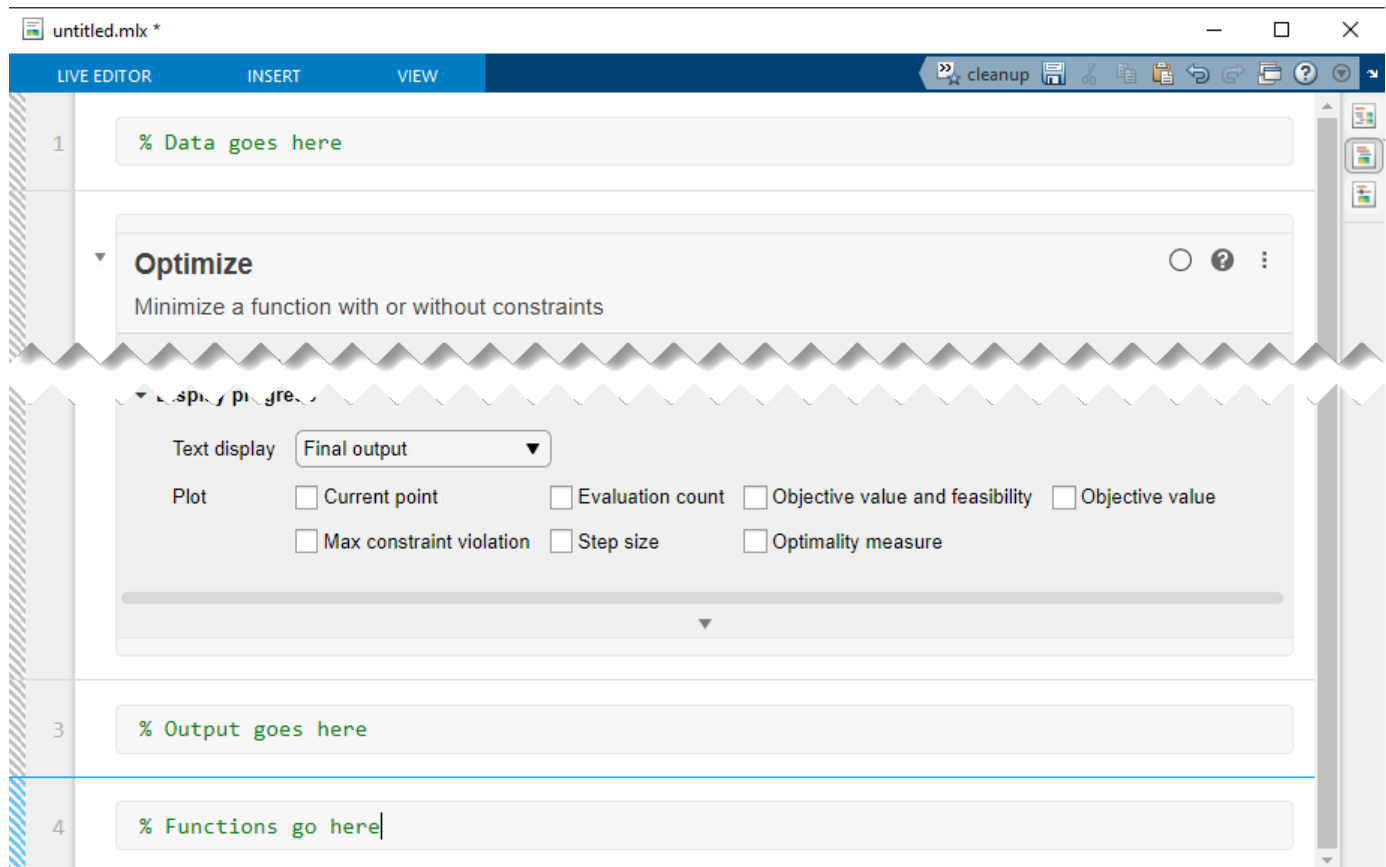 untitled.mlx *
LIVE EDITOR INSERT VIEW cleanup
1 % Data goes here
Optimize
Minimize a function with or without constraints
Text display Final output
Plot Current point Evaluation count Objective value and feasibility Objective value
Max constraint violation Step size Optimality measure
3 % Output goes here
4 % Functions go here